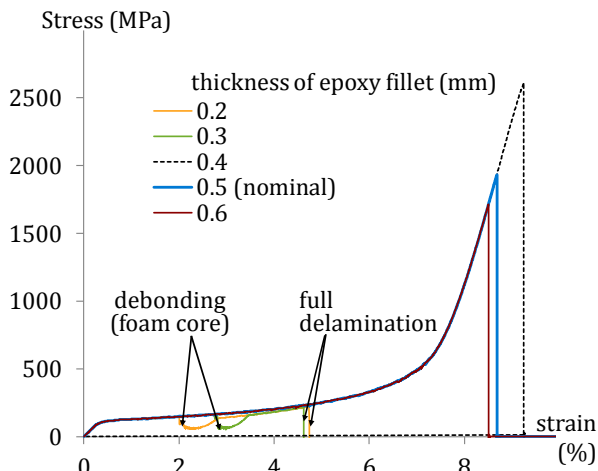 Stress (MPa)
thickness of epoxy fillet (mm)
0.2
0.3
0.4
0.5 (nominal)
0.6
2500
2000
1500
1000
500
0
debonding
(foam core)
full
delamination
strain
(%)
0
2
4
6
8